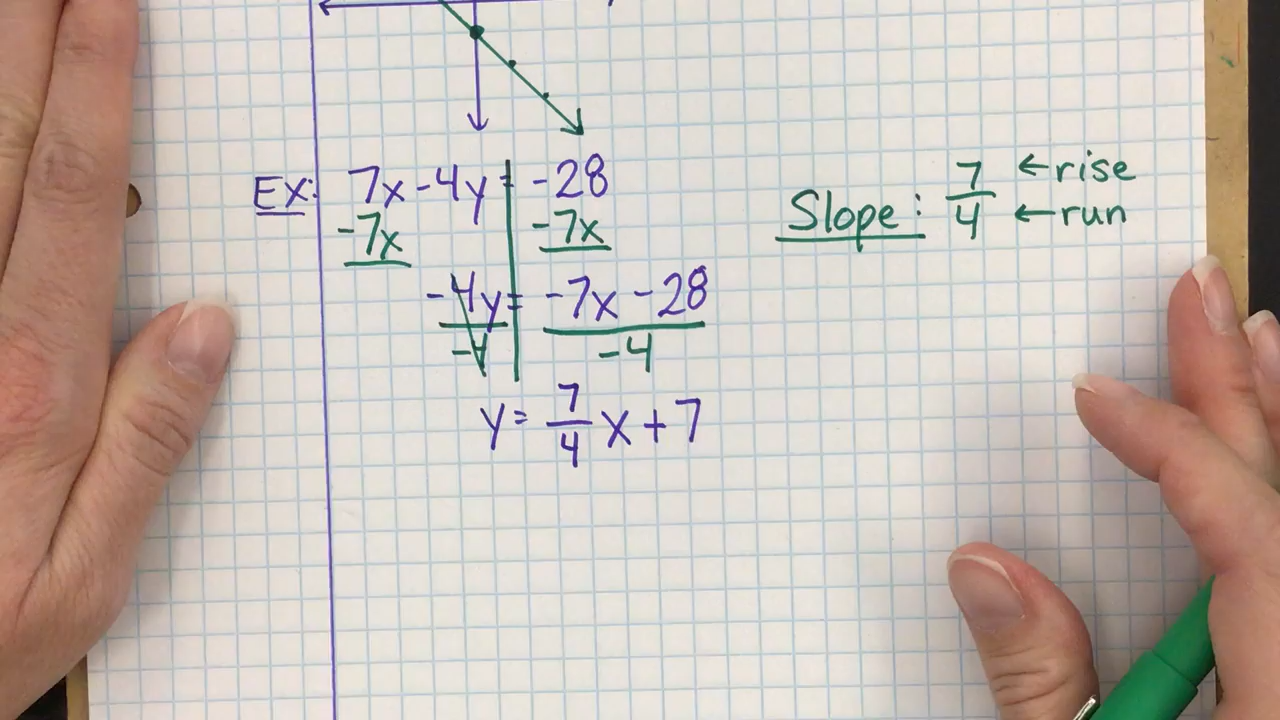 Ex: 7x - 4y = -28
-7x -7x
-4y = -7x - 28
-4 -4
y = 7/4 x + 7
Slope: 7/4 ← rise ← run